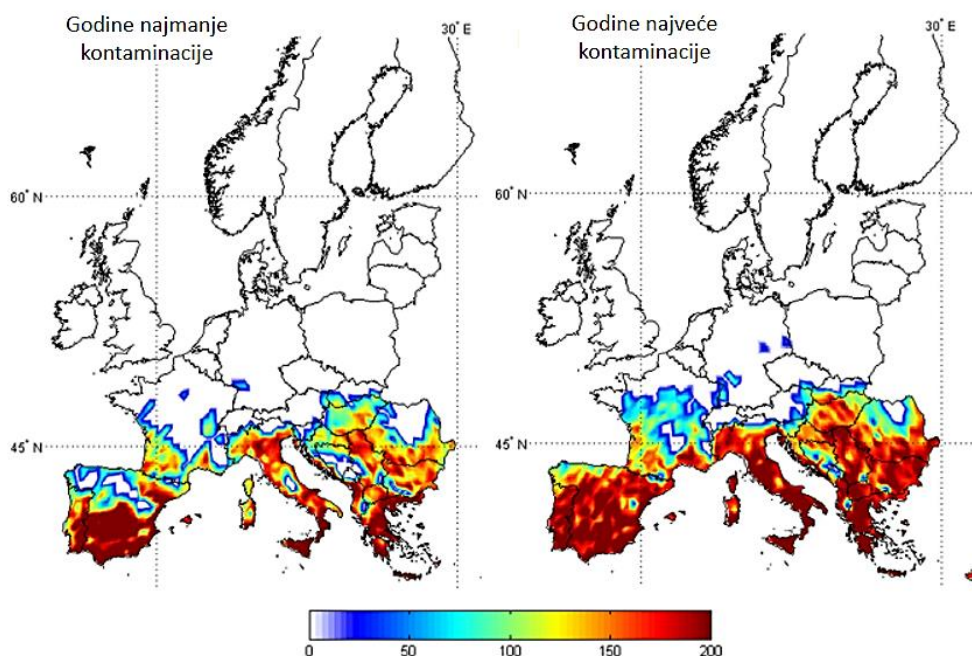 Godine najmanje
kontaminacije
30° E
60° N
45° N
Godine najveće
kontaminacije
30° E
60° N
45° N
0 50 100 150 200